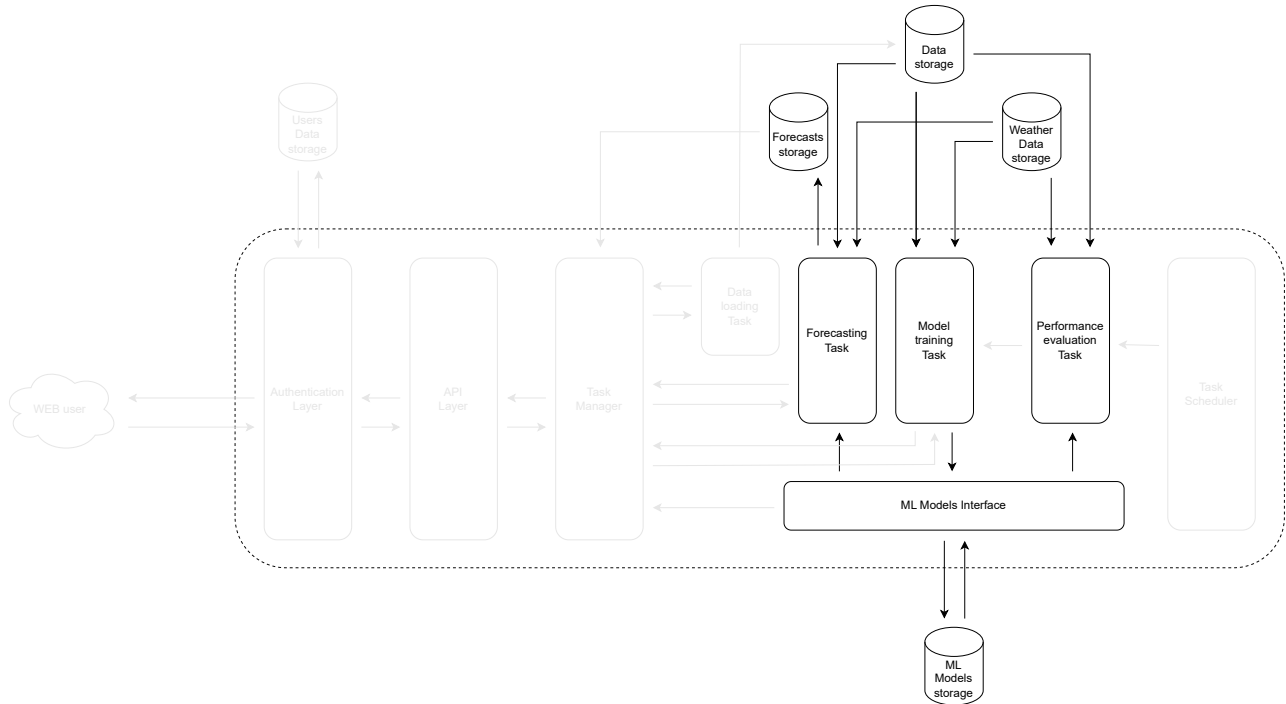 Data
storage
Users
Data
storage
Forecasts
storage
Weather
Data
storage
Data
loading
Task
Forecasting
Task
Model
training
Task
Performance
evaluation
Task
WEB user
Authentication
Layer
API
Layer
Task
Manager
Task
Scheduler
ML Models Interface
ML
Models
storage